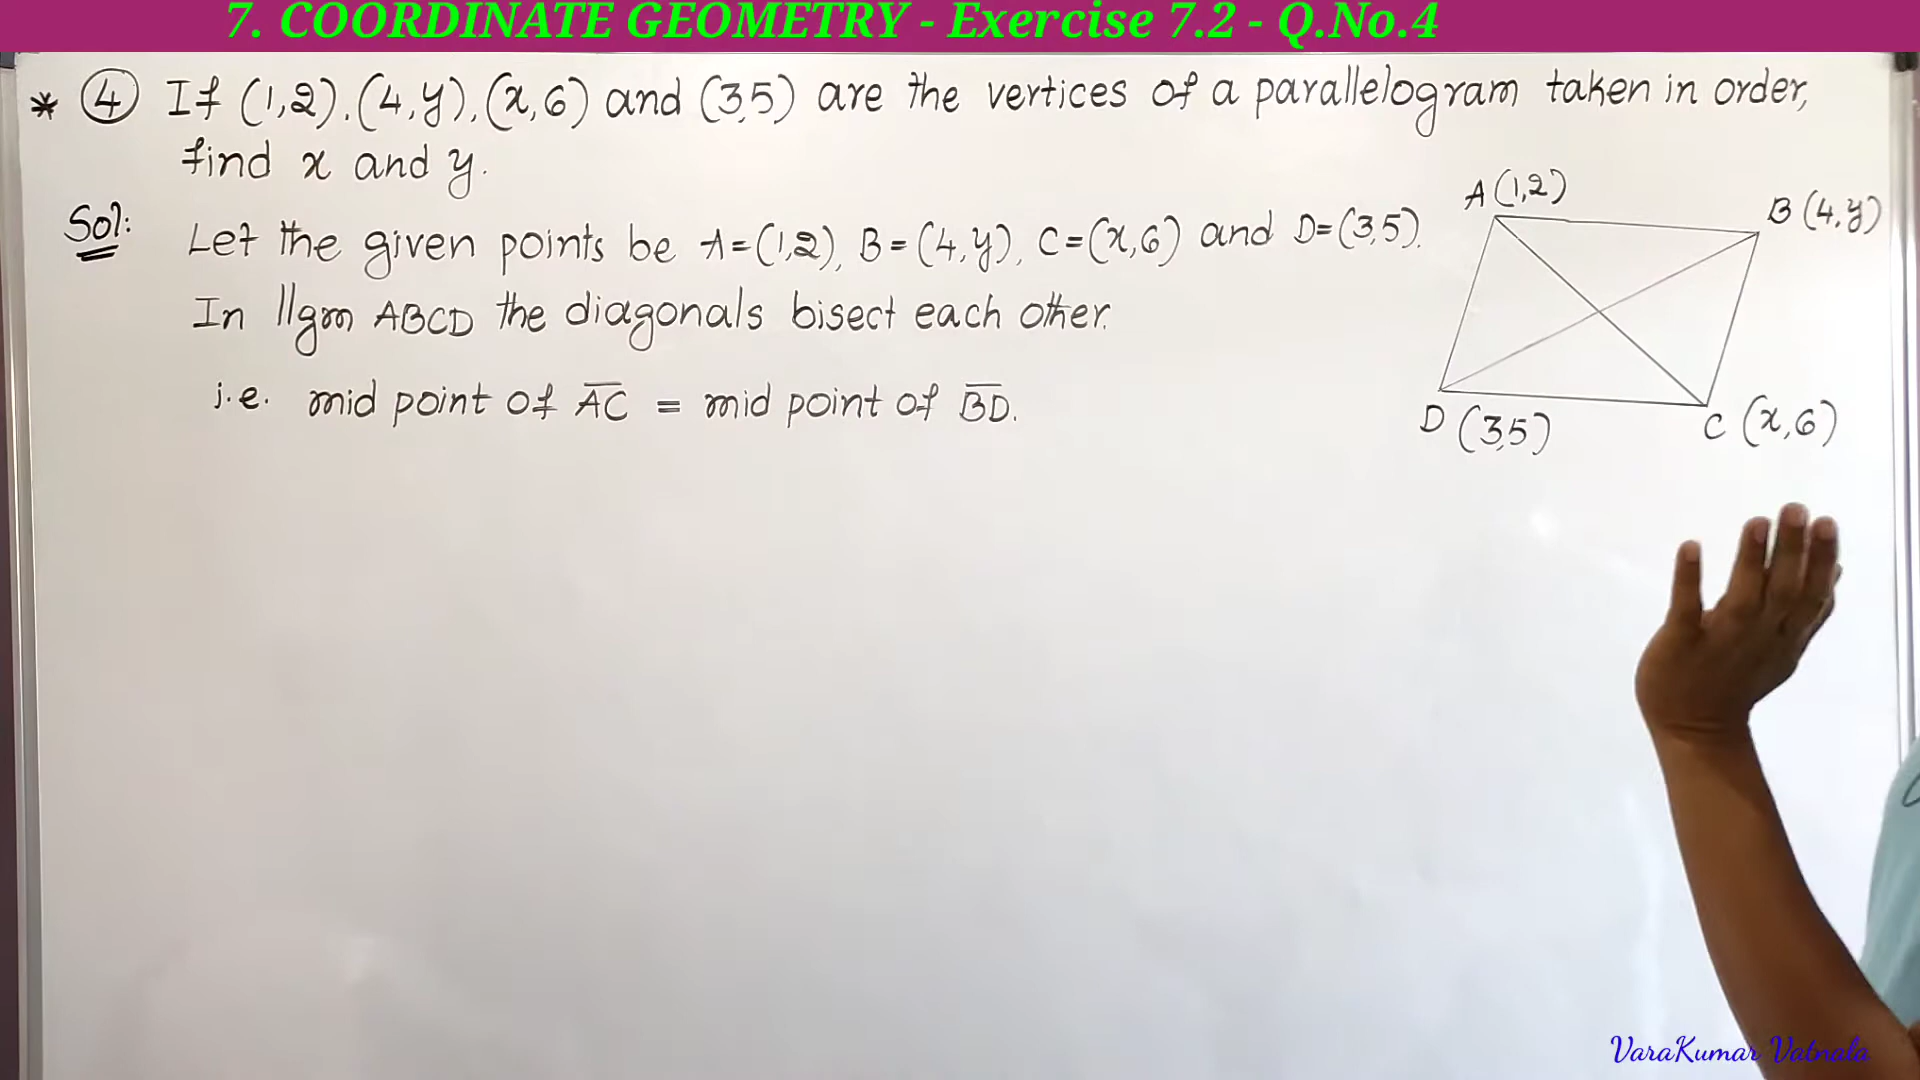 7. COORDINATE GEOMETRY - Exercise 7.2 - Q.No.4
* ④ If (1,2), (4,y), (x,6) and (3,5) are the vertices of a parallelogram taken in order,
find x and y.
Sol:
Let the given points be A=(1,2), B=(4,y), C=(x,6) and D=(3,5).
In ||gm ABCD the diagonals bisect each other.
i.e. mid point of A̅C̅ = mid point of B̅D̅.
A (1,2)
B (4,y)
D (3,5)
C (x,6)
VaraKumar Vatnala